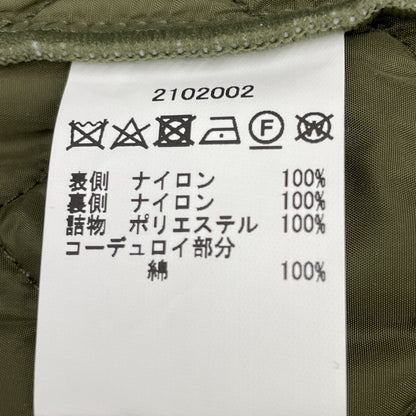 2102002
F W
表側 ナイロン 100%
裏側 ナイロン 100%
詰物 ポリエステル 100%
コーデュロイ部分
綿 100%